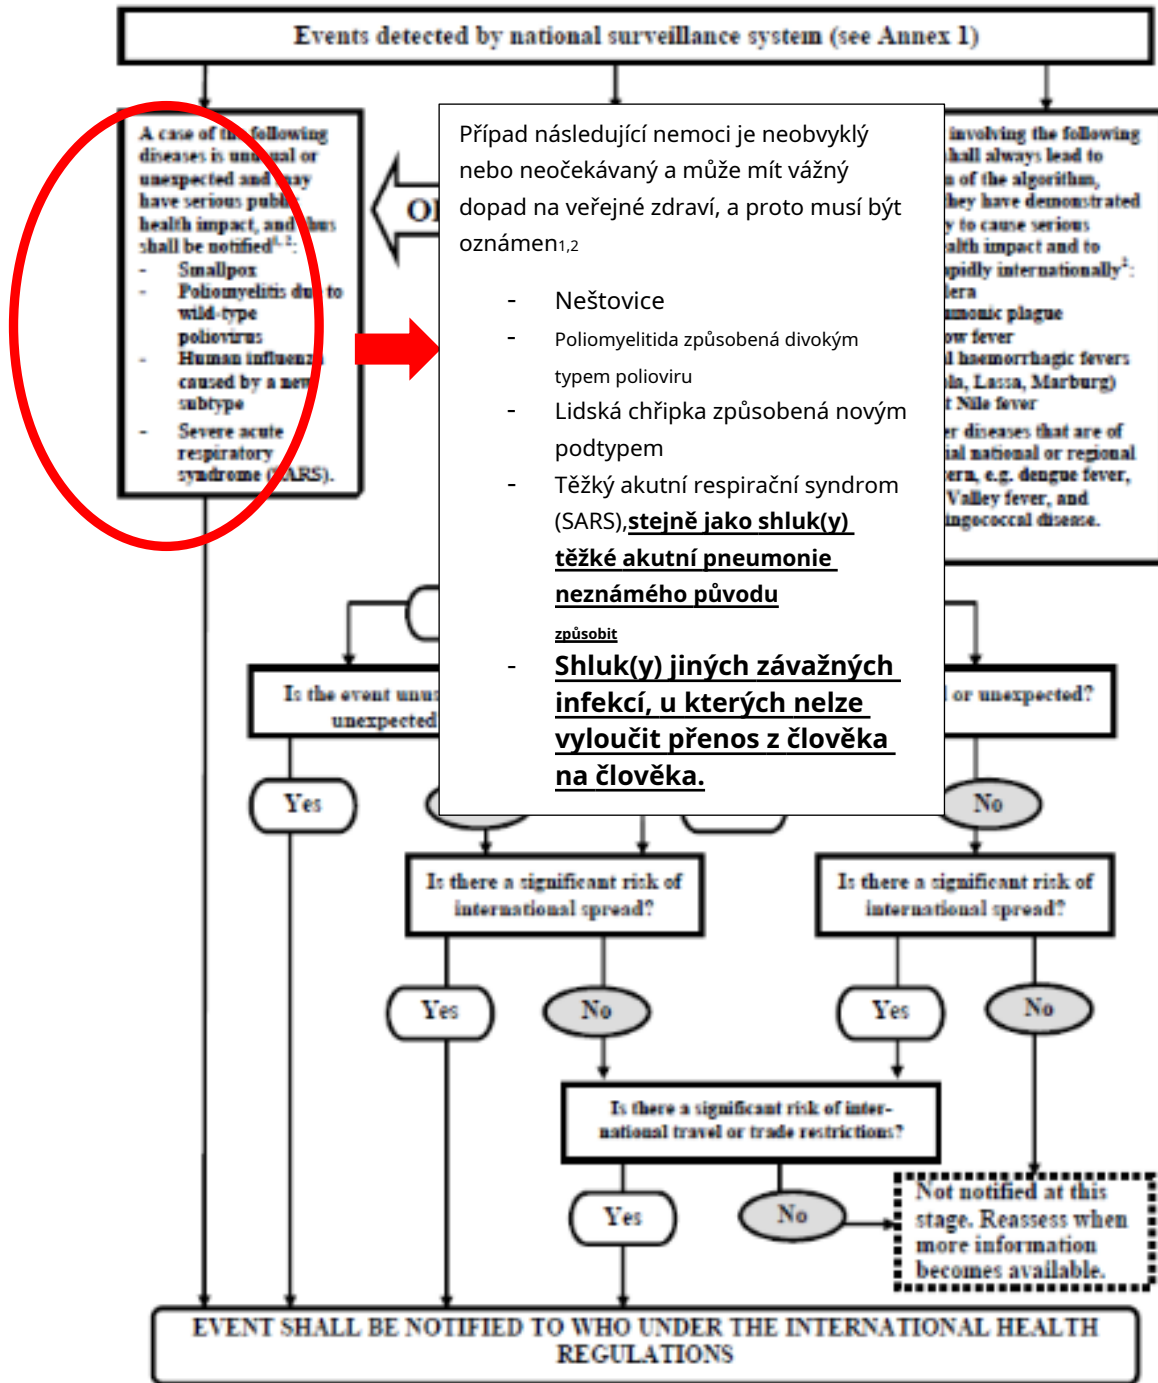 Events detected by national surveillance system (see Annex 1)
A case of the following
diseases is unusual or
unexpected and may
have serious public
health impact, and thus
shall be notified1, 2:
- Smallpox
- Poliomyelitis due to
wild-type
poliovirus
- Human influenza
caused by a new
subtype
- Severe acute
respiratory
syndrome (SARS).
Případ následující nemoci je neobvyklý
nebo neočekávaný a může mít vážný
dopad na veřejné zdraví, a proto musí být
oznámen1,2
- Neštovice
- Poliomyelitida způsobená divokým
typem polioviru
- Lidská chřipka způsobená novým
podtypem
- Těžký akutní respirační syndrom
(SARS),stejně jako shluk(y)
těžké akutní pneumonie
neznámého původu
způsobit
- Shluk(y) jiných závažných
infekcí, u kterých nelze
vyloučit přenos z člověka
na člověka.
involving the following
shall always lead to
of the algorithm,
they have demonstrated
to cause serious
impact and to
internationally2:
plague
fever
haemorrhagic fevers
Lassa, Marburg)
Nile fever
diseases that are of
national or regional
e.g. dengue fever,
Valley fever, and
disease.
Is the event
unexpected
or unexpected?
Yes
No
Is there a significant risk of
international spread?
Is there a significant risk of
international spread?
Yes
No
Yes
No
Is there a significant risk of inter-
national travel or trade restrictions?
Yes
No
Not notified at this
stage. Reassess when
more information
becomes available.
EVENT SHALL BE NOTIFIED TO WHO UNDER THE INTERNATIONAL HEALTH
REGULATIONS